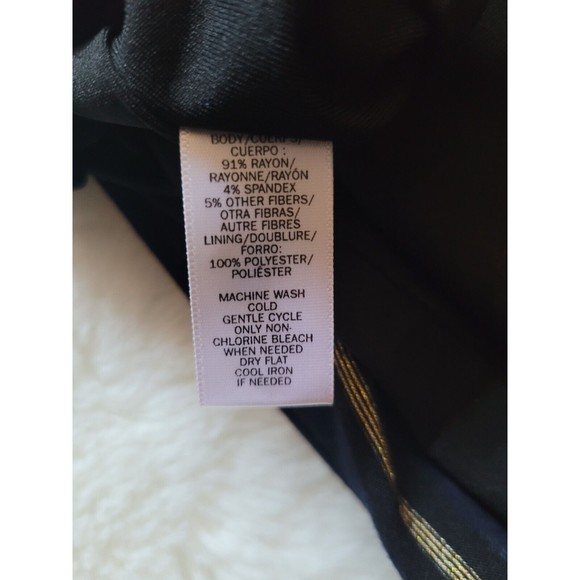 BODY/CUERPO/
CUERPO :
91% RAYON/
RAYONNE/RAYÓN
4% SPANDEX
5% OTHER FIBERS/
OTRA FIBRAS/
AUTRE FIBRES
LINING/DOUBLURE/
FORRO:
100% POLYESTER/
POLIÉSTER
MACHINE WASH
COLD
GENTLE CYCLE
ONLY NON-
CHLORINE BLEACH
WHEN NEEDED
DRY FLAT
COOL IRON
IF NEEDED